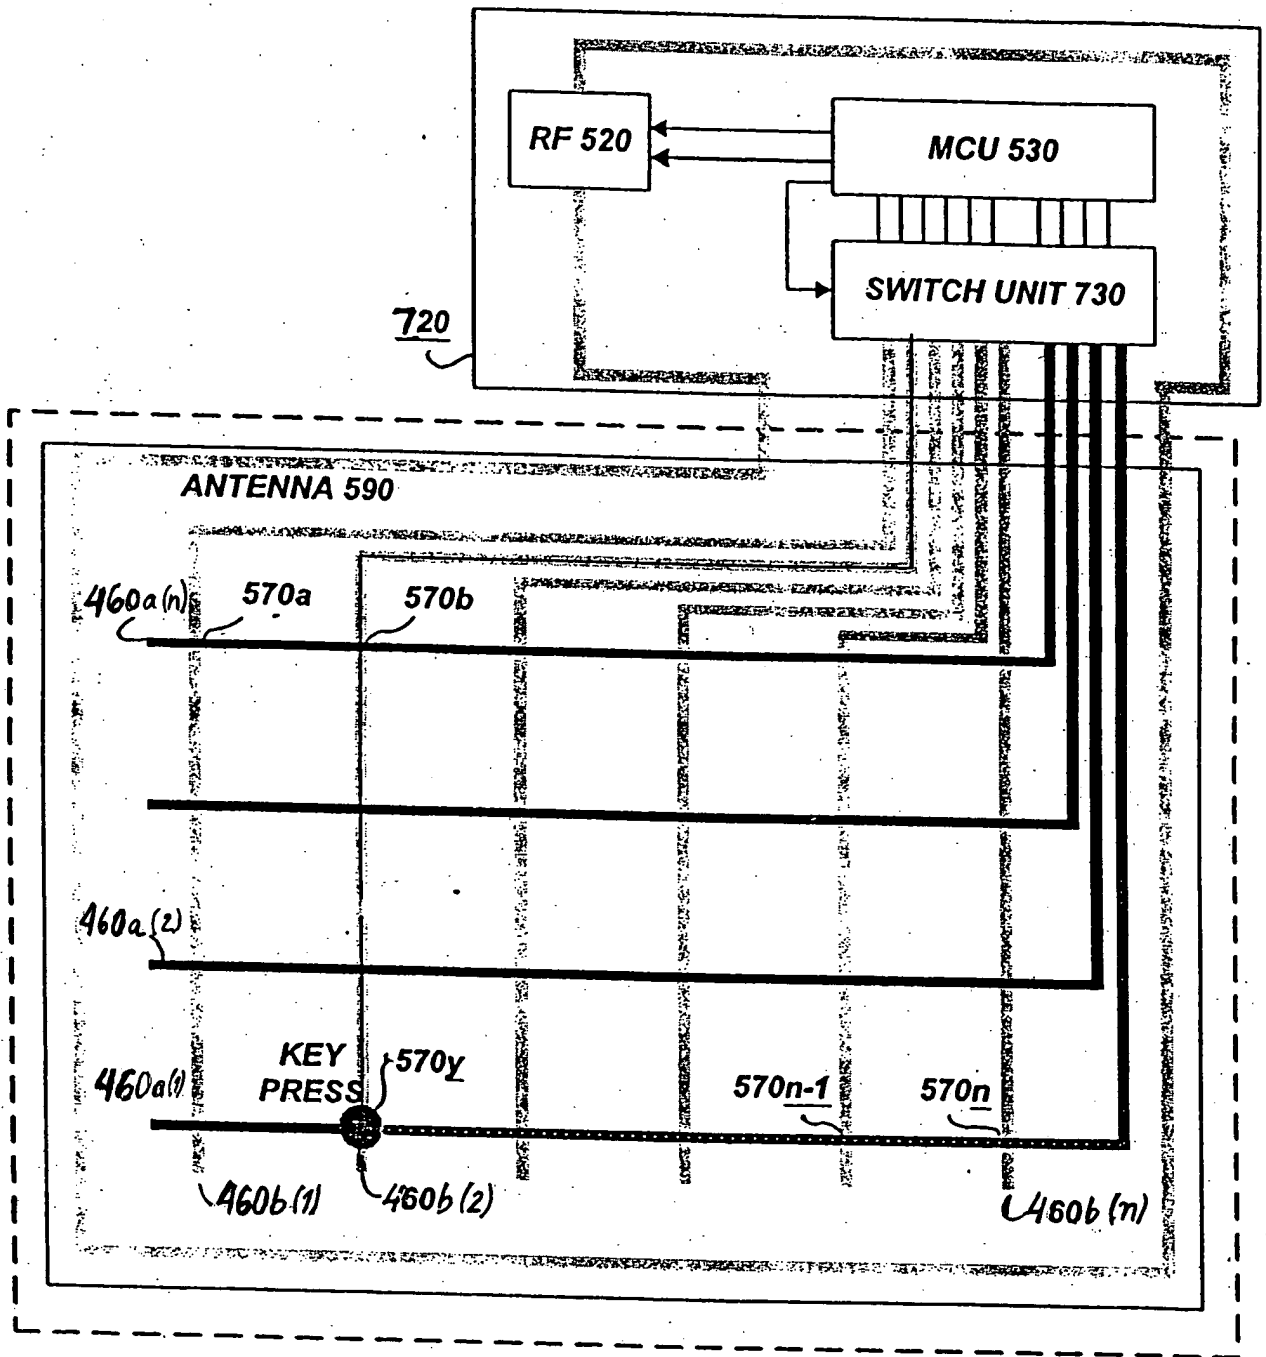 RF 520
MCU 530
SWITCH UNIT 730
720
ANTENNA 590
460a(n)
570a
570b
460a(2)
KEY
PRESS
570y
460a(1)
570n-1
570n
460b(1)
460b(2)
460b(n)